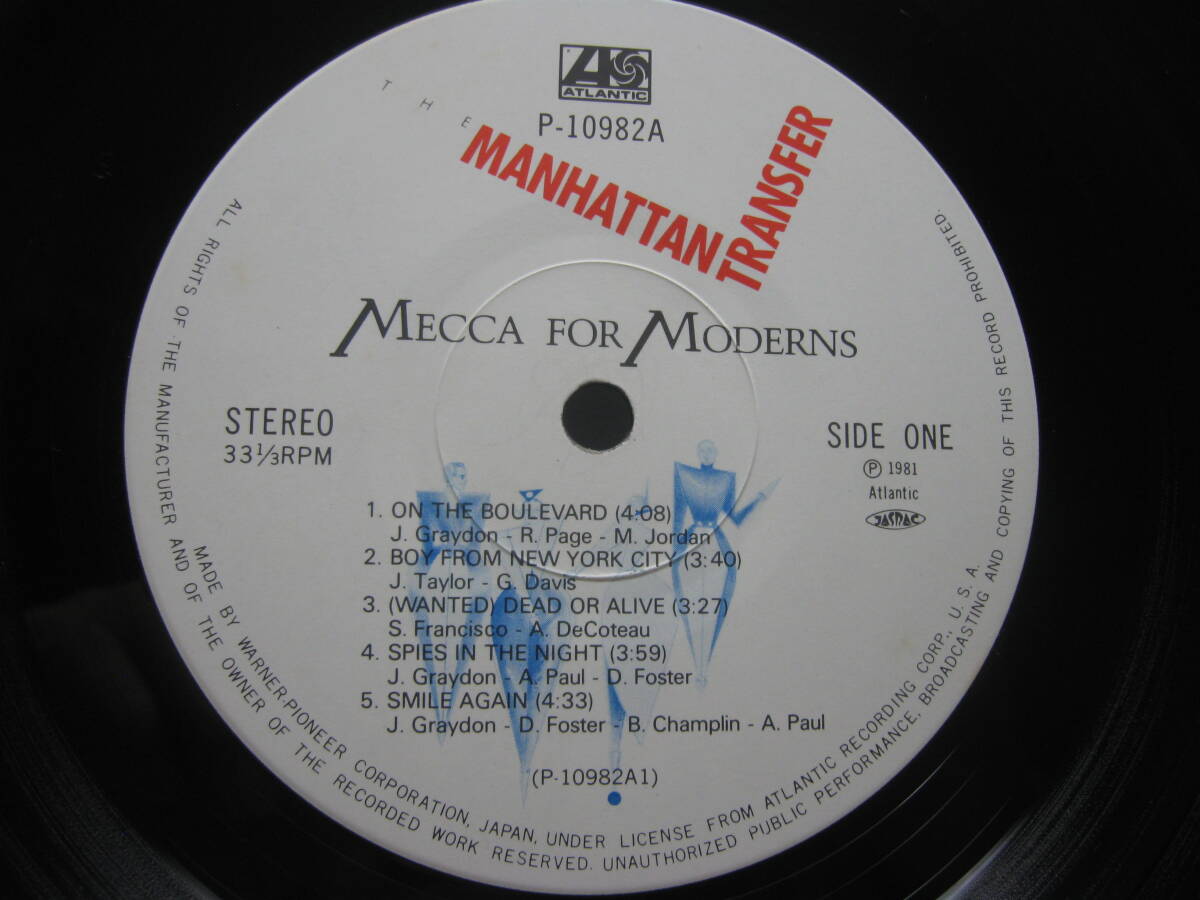 ATLANTIC
P-10982A
THE
MANHATTAN
TRANSFER
MECCA FOR MODERNS
STEREO
33⅓RPM
SIDE ONE
Ⓟ 1981
Atlantic
JASRAC
1. ON THE BOULEVARD (4:08)
J. Graydon - R. Page - M. Jordan
2. BOY FROM NEW YORK CITY (3:40)
J. Taylor - G. Davis
3. (WANTED) DEAD OR ALIVE (3:27)
S. Francisco - A. DeCoteau
4. SPIES IN THE NIGHT (3:59)
J. Graydon - A. Paul - D. Foster
5. SMILE AGAIN (4:33)
J. Graydon - D. Foster - B. Champlin - A. Paul
(P-10982A1)
MADE BY WARNER-PIONEER CORPORATION, JAPAN, UNDER LICENSE FROM ATLANTIC RECORDING CORP., U. S. A.
ALL RIGHTS OF THE MANUFACTURER AND OF THE OWNER OF THE RECORDED WORK RESERVED. UNAUTHORIZED PUBLIC PERFORMANCE, BROADCASTING AND COPYING OF THIS RECORD PROHIBITED.